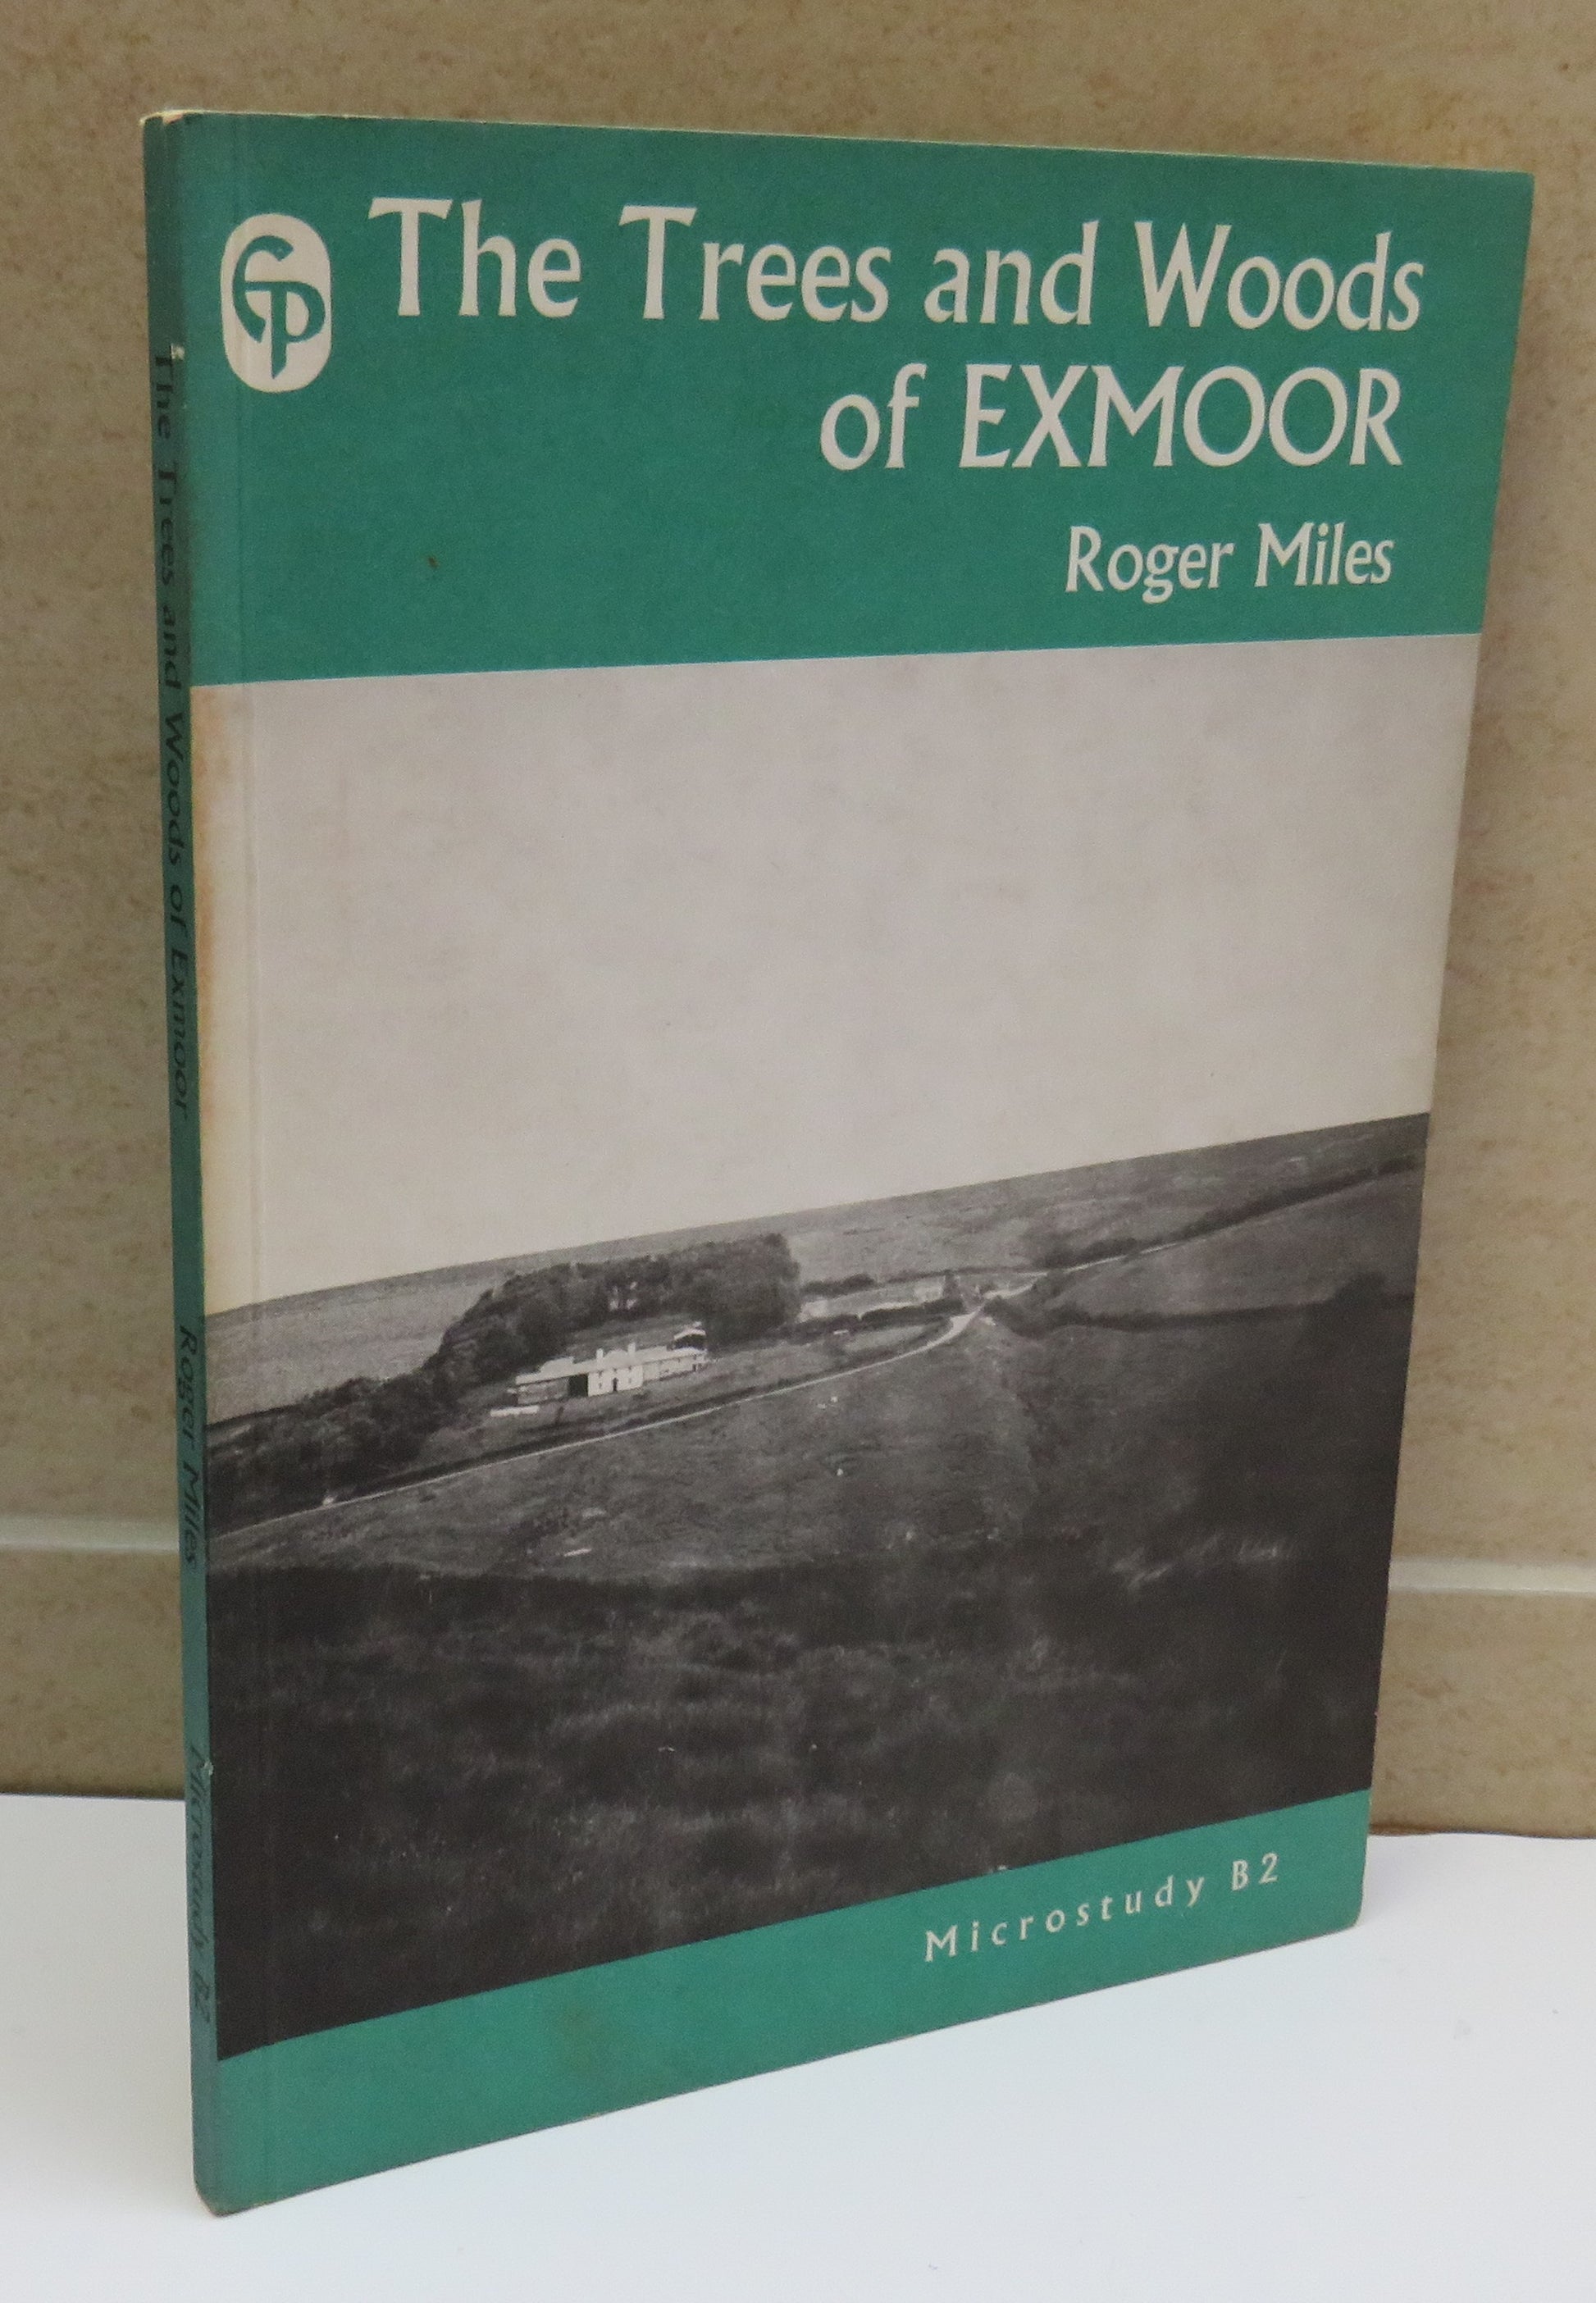 The Trees and Woods
of EXMOOR
Roger Miles
Microstudy B2
The Trees and Woods of Exmoor Roger Miles Microstudy B2